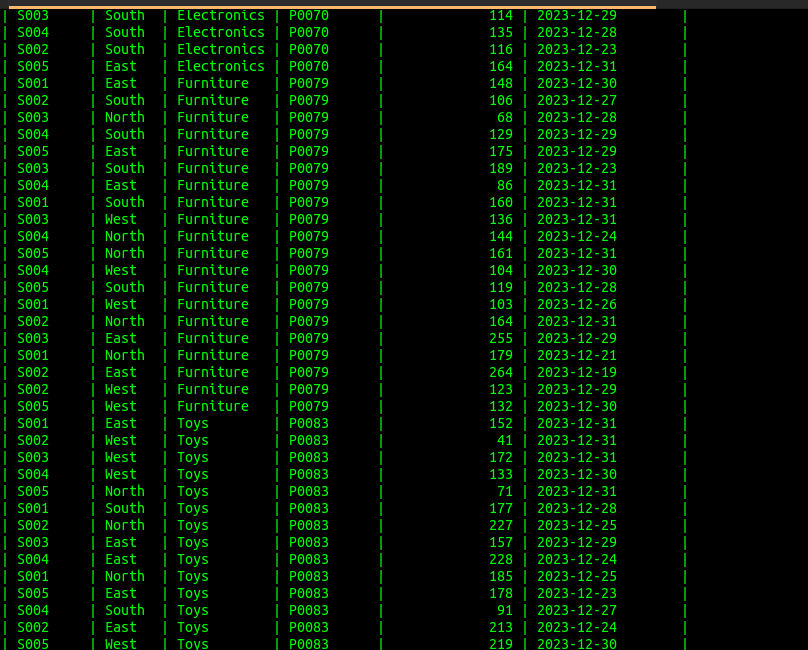 | S003     | South  | Electronics | P0070      |             114 | 2023-12-29        |
| S004     | South  | Electronics | P0070      |             135 | 2023-12-28        |
| S002     | South  | Electronics | P0070      |             116 | 2023-12-23        |
| S005     | East   | Electronics | P0070      |             164 | 2023-12-31        |
| S001     | East   | Furniture   | P0079      |             148 | 2023-12-30        |
| S002     | South  | Furniture   | P0079      |             106 | 2023-12-27        |
| S003     | North  | Furniture   | P0079      |              68 | 2023-12-28        |
| S004     | South  | Furniture   | P0079      |             129 | 2023-12-29        |
| S005     | East   | Furniture   | P0079      |             175 | 2023-12-29        |
| S003     | South  | Furniture   | P0079      |             189 | 2023-12-23        |
| S004     | East   | Furniture   | P0079      |              86 | 2023-12-31        |
| S001     | South  | Furniture   | P0079      |             160 | 2023-12-31        |
| S003     | West   | Furniture   | P0079      |             136 | 2023-12-31        |
| S004     | North  | Furniture   | P0079      |             144 | 2023-12-24        |
| S005     | North  | Furniture   | P0079      |             161 | 2023-12-31        |
| S004     | West   | Furniture   | P0079      |             104 | 2023-12-30        |
| S005     | South  | Furniture   | P0079      |             119 | 2023-12-28        |
| S001     | West   | Furniture   | P0079      |             103 | 2023-12-26        |
| S002     | North  | Furniture   | P0079      |             164 | 2023-12-31        |
| S003     | East   | Furniture   | P0079      |             255 | 2023-12-29        |
| S001     | North  | Furniture   | P0079      |             179 | 2023-12-21        |
| S002     | East   | Furniture   | P0079      |             264 | 2023-12-19        |
| S002     | West   | Furniture   | P0079      |             123 | 2023-12-29        |
| S005     | West   | Furniture   | P0079      |             132 | 2023-12-30        |
| S001     | East   | Toys        | P0083      |             152 | 2023-12-31        |
| S002     | West   | Toys        | P0083      |              41 | 2023-12-31        |
| S003     | West   | Toys        | P0083      |             172 | 2023-12-31        |
| S004     | West   | Toys        | P0083      |             133 | 2023-12-30        |
| S005     | North  | Toys        | P0083      |              71 | 2023-12-31        |
| S001     | South  | Toys        | P0083      |             177 | 2023-12-28        |
| S002     | North  | Toys        | P0083      |             227 | 2023-12-25        |
| S003     | East   | Toys        | P0083      |             157 | 2023-12-29        |
| S004     | East   | Toys        | P0083      |             228 | 2023-12-24        |
| S001     | North  | Toys        | P0083      |             185 | 2023-12-25        |
| S005     | East   | Toys        | P0083      |             178 | 2023-12-23        |
| S004     | South  | Toys        | P0083      |              91 | 2023-12-27        |
| S002     | East   | Toys        | P0083      |             213 | 2023-12-24        |
| S005     | West   | Toys        | P0083      |             219 | 2023-12-30        |